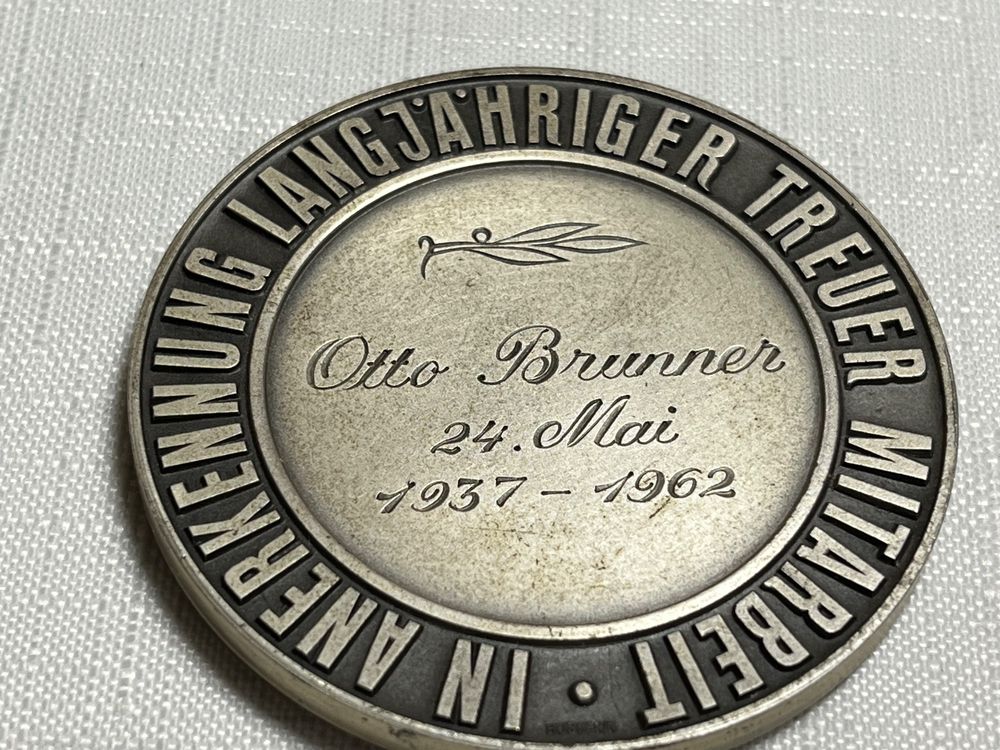 IN ANERKENNUNG LANGJÄHRIGER TREUER MITARBEIT
Otto Brunner
24. Mai
1937 – 1962